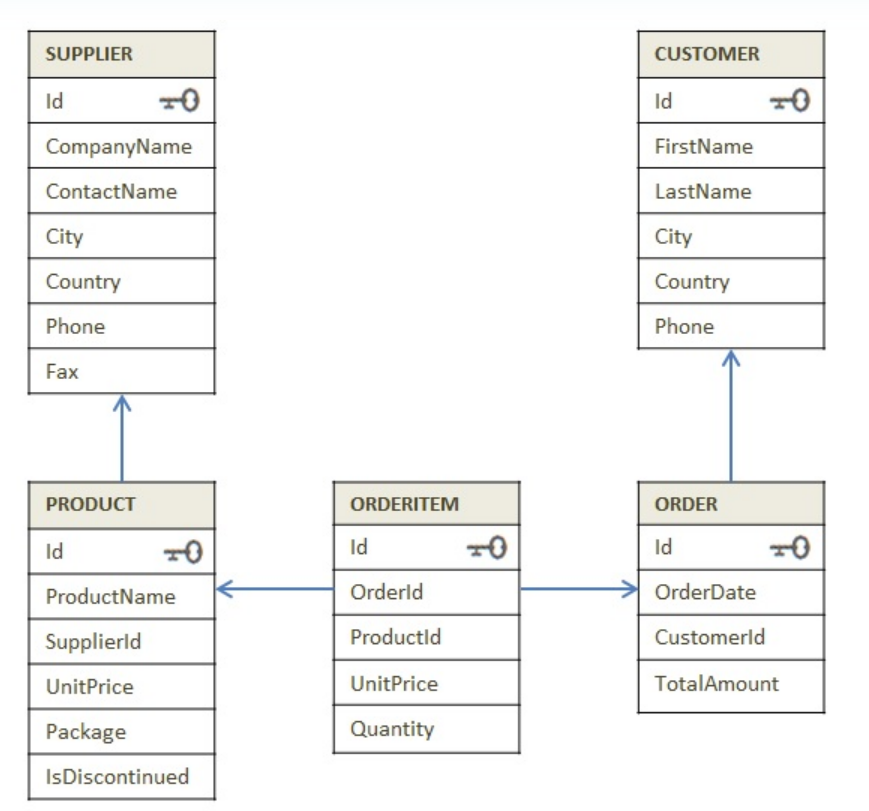 SUPPLIER
Id
CompanyName
ContactName
City
Country
Phone
Fax
CUSTOMER
Id
FirstName
LastName
City
Country
Phone
PRODUCT
Id
ProductName
SupplierId
UnitPrice
Package
IsDiscontinued
ORDERITEM
Id
OrderId
ProductId
UnitPrice
Quantity
ORDER
Id
OrderDate
CustomerId
TotalAmount